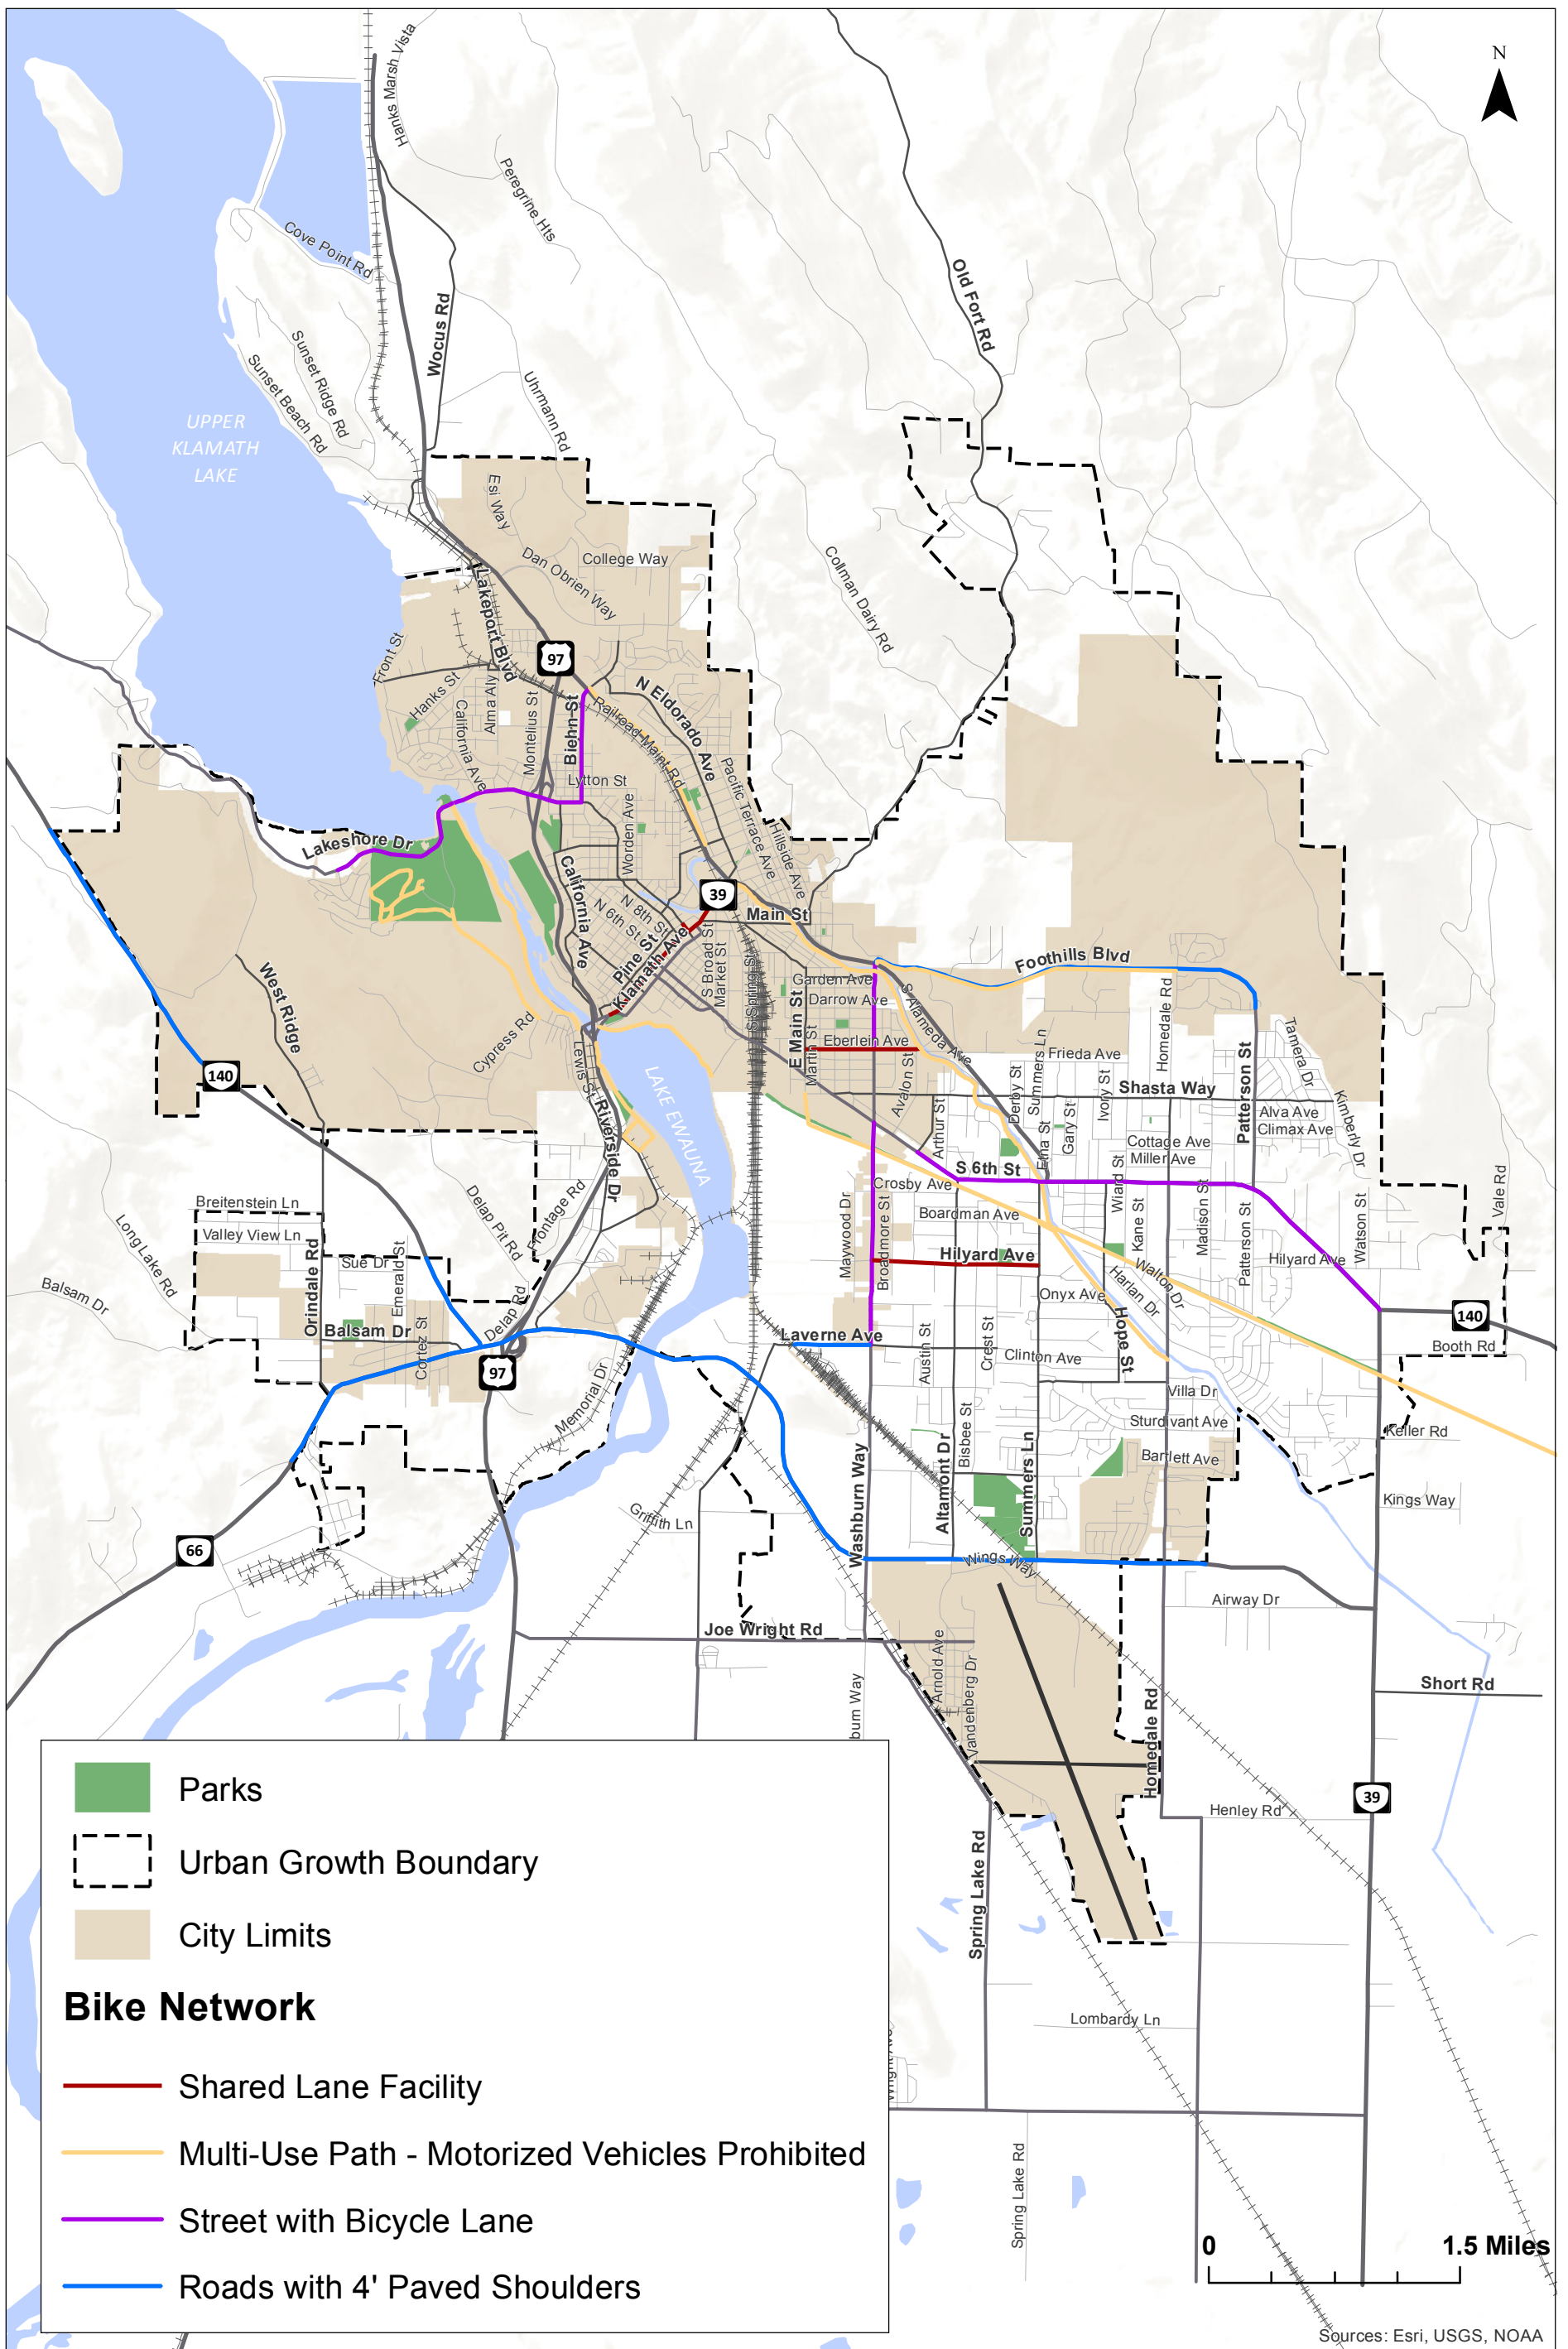 N
Hanks Marsh Vista
Peregrine Hts
Cove Point Rd
Old Fort Rd
Wocus Rd
Sunset Ridge Rd
Sunset Beach Rd
Uhrmann Rd
UPPER
KLAMATH
LAKE
Esi Way
Dan Obrien Way
College Way
Collman Dairy Rd
Lakeport Blvd
97
Front St
Hanks St
Alma Aly
California Ave
Montelius St
Biehn St
Railroad Maint Rd
N Eldorado Ave
Pacific Terrace Ave
Hillside Ave
Lytton St
Worden Ave
Lakeshore Dr
California Ave
39
Main St
N 8th St
N 6th St
Pine St
Klamath Ave
S Broad St
Market St
S Spring St
Foothills Blvd
Garden Ave
Darrow Ave
S Alameda Ave
E Main St
Martin St
Eberlein Ave
Avalon St
West Ridge
Cypress Rd
Lewis St
LAKE EWAUNA
Riverside Dr
140
Homedale Rd
Frieda Ave
Summers Ln
Derby St
Ivory St
Gary St
Etna St
Arthur St
Shasta Way
Patterson St
Tamera Dr
Kimberly Dr
Alva Ave
Climax Ave
Cottage Ave
Miller Ave
S 6th St
Crosby Ave
Boardman Ave
Wiard St
Kane St
Madison St
Patterson St
Watson St
Vale Rd
Breitenstein Ln
Valley View Ln
Long Lake Rd
Balsam Dr
Sue Dr
Emerald St
Orindale Rd
Balsam Dr
Cortez St
Delap Pit Rd
Frontage Rd
Delap Rd
97
Maywood Dr
Broadmore St
Hilyard Ave
Hilyard Ave
Walton Dr
Harlan Dr
Onyx Ave
Hope St
140
Booth Rd
Laverne Ave
Austin St
Crest St
Clinton Ave
Villa Dr
Memorial Dr
Bisbee St
Sturdivant Ave
Bartlett Ave
Keller Rd
Washburn Way
Altamont Dr
Summers Ln
Kings Way
66
Griffith Ln
Wings Way
Airway Dr
Joe Wright Rd
Arnold Ave
Vandenberg Dr
burn Way
Homedale Rd
Short Rd
39
Henley Rd
Spring Lake Rd
Lombardy Ln
Wright Ave
Spring Lake Rd
Parks
Urban Growth Boundary
City Limits
Bike Network
Shared Lane Facility
Multi-Use Path - Motorized Vehicles Prohibited
Street with Bicycle Lane
Roads with 4' Paved Shoulders
0 1.5 Miles
Sources: Esri, USGS, NOAA